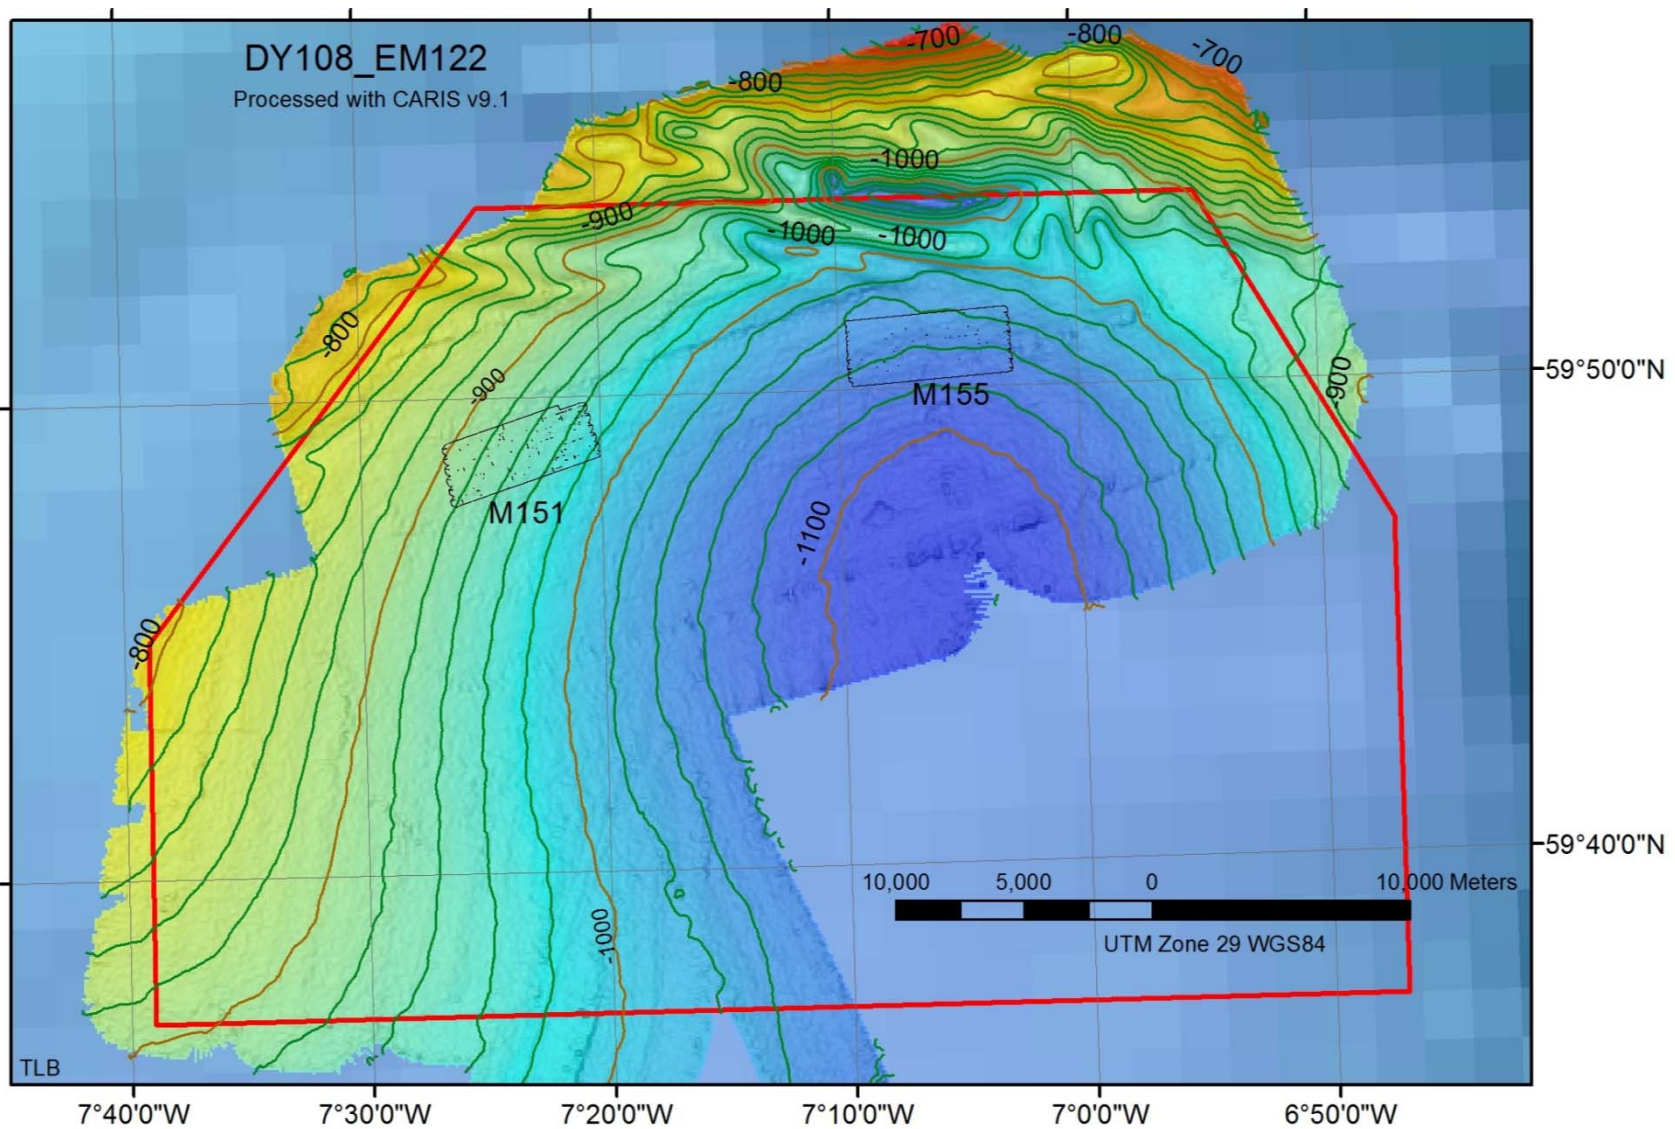 DY108_EM122
Processed with CARIS v9.1
-700
-800
-700
-800
-1000
-900
-1000
-1000
-800
-900
-900
59°50'0"N
M155
M151
-1100
-800
59°40'0"N
10,000 5,000 0 10,000 Meters
-1000
UTM Zone 29 WGS84
TLB
7°40'0"W 7°30'0"W 7°20'0"W 7°10'0"W 7°0'0"W 6°50'0"W